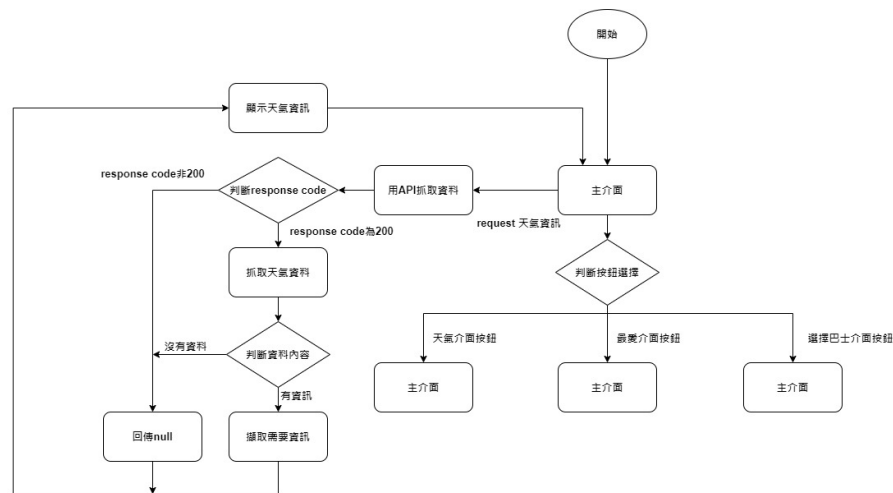 開始
顯示天氣資訊
response code非200
判斷response code
用API抓取資料
主介面
request 天氣資訊
response code為200
抓取天氣資料
判斷按鈕選擇
天氣介面按鈕
最愛介面按鈕
選擇巴士介面按鈕
沒有資料
判斷資料內容
主介面
主介面
主介面
有資訊
回傳null
擷取需要資訊